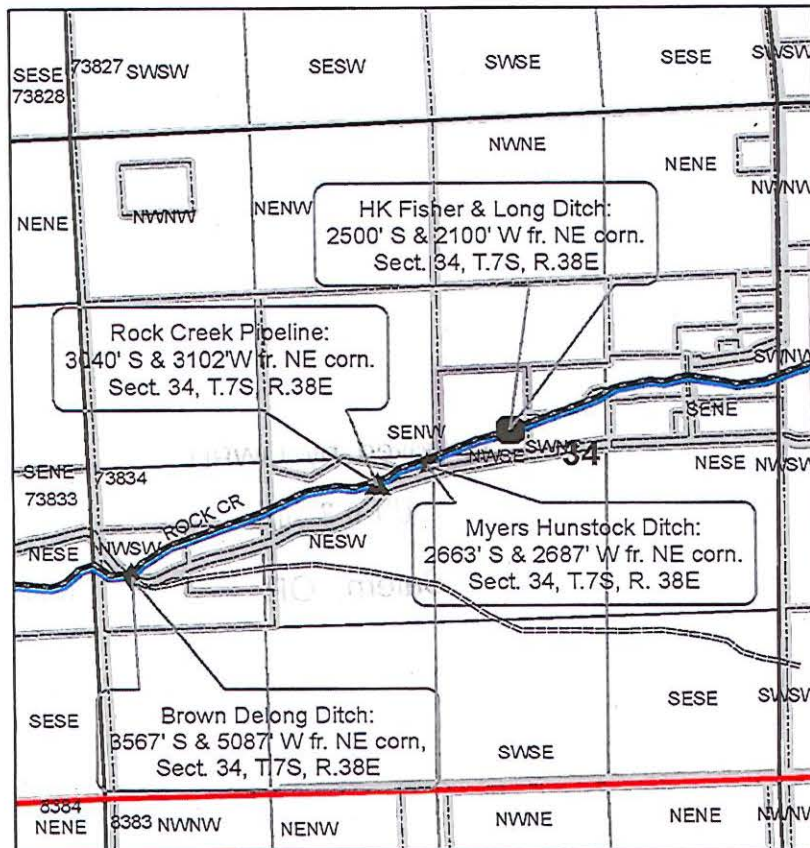 SESE
73828
73827 SWSW
SESW
SWSE
SESE
SWSW
NWNE
NENE
NENE
NWNW
NENW
NWNW
HK Fisher & Long Ditch:
2500' S & 2100' W fr. NE corn.
Sect. 34, T.7S, R.38E
Rock Creek Pipeline:
3040' S & 3102'W fr. NE corn.
Sect. 34, T.7S, R.38E
SWNW
SENE
SENW
SWNE
34
NWSE
NESE
NWSW
SENE
73833
73834
ROCK CR
NESE
NWSW
NESW
Myers Hunstock Ditch:
2663' S & 2687' W fr. NE corn.
Sect. 34, T.7S, R. 38E
SESE
Brown Delong Ditch:
3567' S & 5087' W fr. NE corn,
Sect. 34, T.7S, R.38E
SWSE
SESE
SWSW
8384
NENE
8383 NWNW
NENW
NWNE
NENE
NWNW